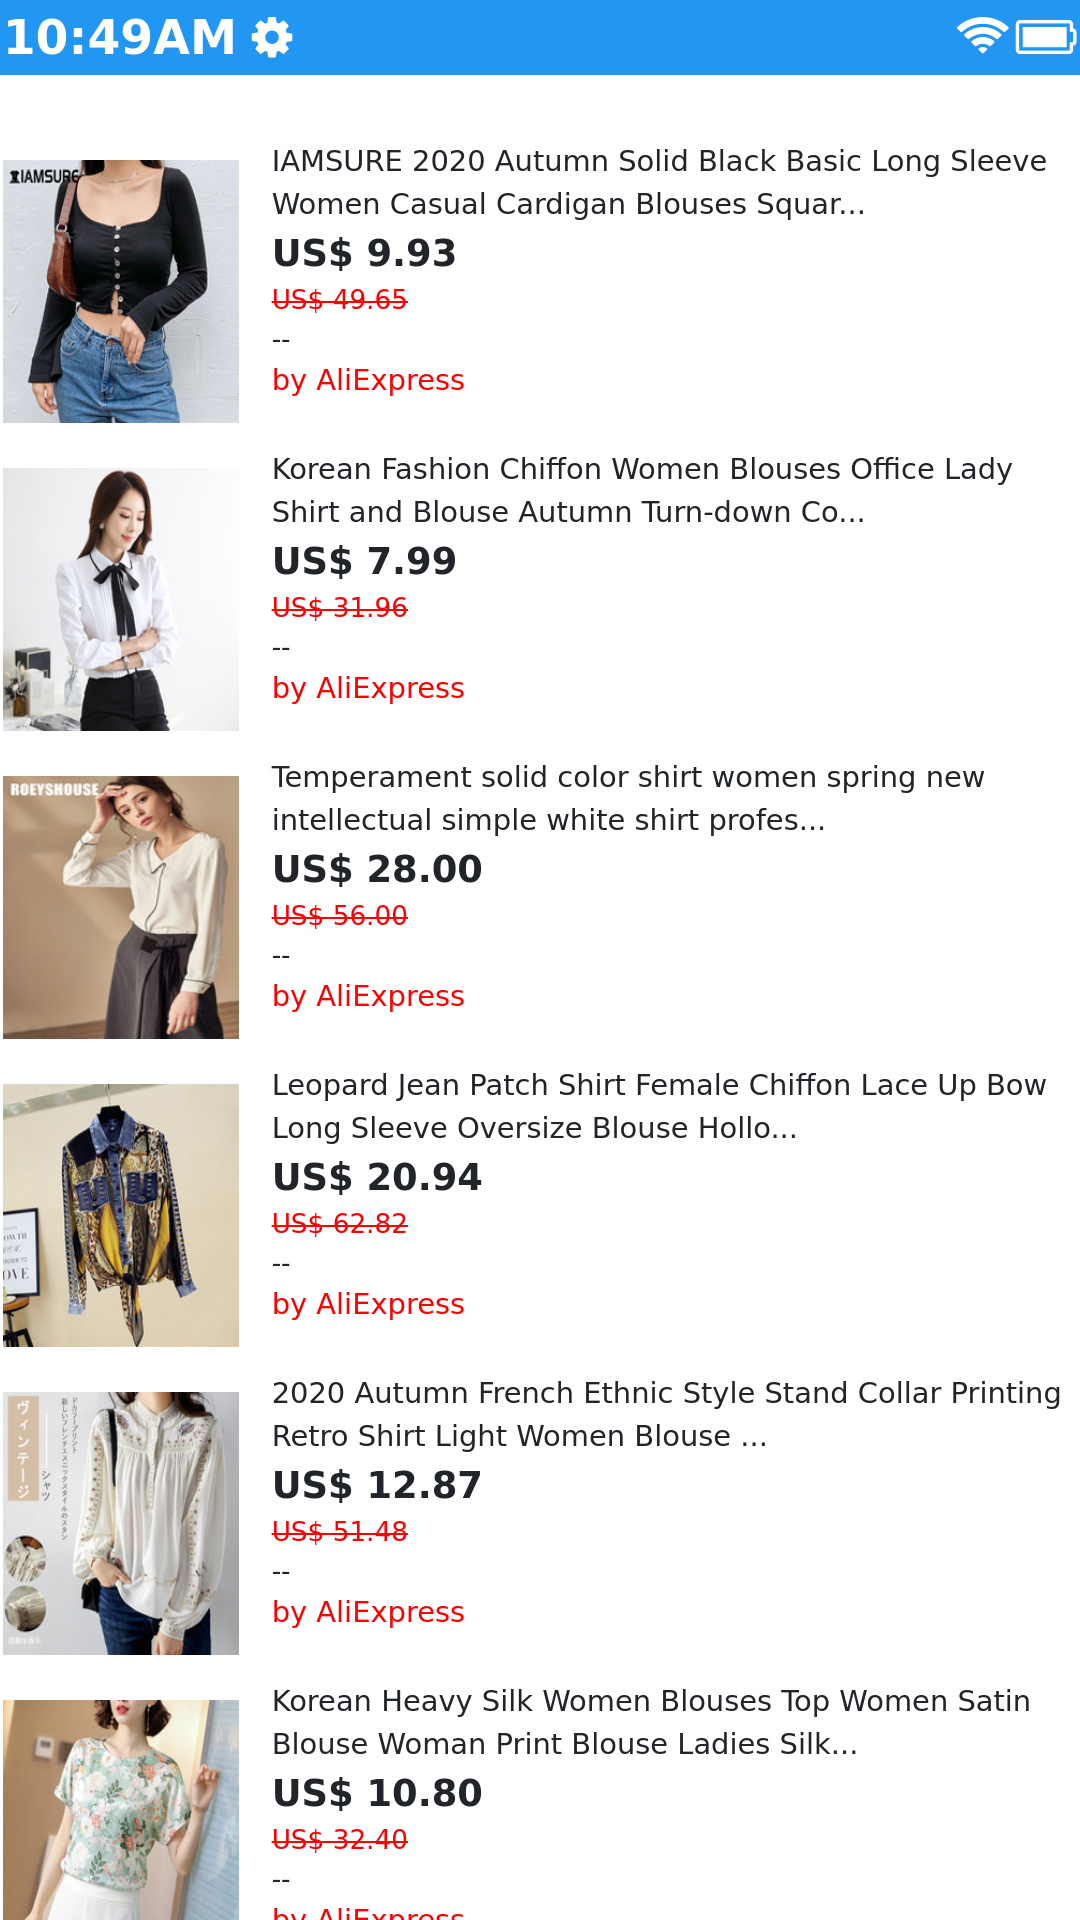 10:49AM
IAMSURE
IAMSURE 2020 Autumn Solid Black Basic Long Sleeve
Women Casual Cardigan Blouses Squar...
US$ 9.93
US$ 49.65
--
by AliExpress
Korean Fashion Chiffon Women Blouses Office Lady
Shirt and Blouse Autumn Turn-down Co...
US$ 7.99
US$ 31.96
--
by AliExpress
ROEYSHOUSE
Temperament solid color shirt women spring new
intellectual simple white shirt profes...
US$ 28.00
US$ 56.00
--
by AliExpress
Leopard Jean Patch Shirt Female Chiffon Lace Up Bow
Long Sleeve Oversize Blouse Hollo...
US$ 20.94
US$ 62.82
--
by AliExpress
ヴィンテージ
シャツ
2020 Autumn French Ethnic Style Stand Collar Printing
Retro Shirt Light Women Blouse ...
US$ 12.87
US$ 51.48
--
by AliExpress
Korean Heavy Silk Women Blouses Top Women Satin
Blouse Woman Print Blouse Ladies Silk...
US$ 10.80
US$ 32.40
--
by AliExpress